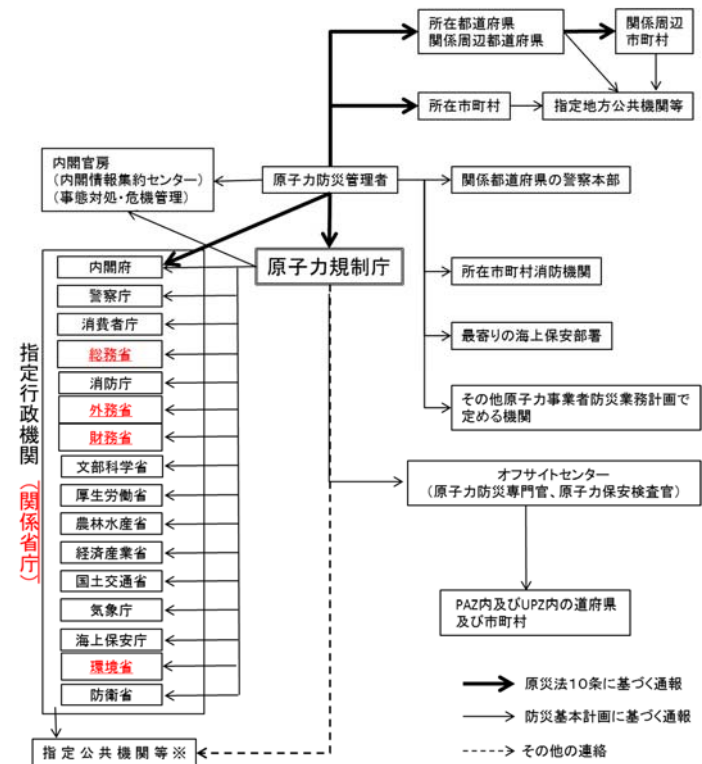 所在都道府県
関係周辺都道府県
関係周辺
市町村
所在市町村
指定地方公共機関等
内閣官房
(内閣情報集約センター)
(事態対処・危機管理)
原子力防災管理者
関係都道府県の警察本部
原子力規制庁
所在市町村消防機関
最寄りの海上保安部署
その他原子力事業者防災業務計画で
定める機関
オフサイトセンター
(原子力防災専門官、原子力保安検査官)
PAZ内及びUPZ内の道府県
及び市町村
指定行政機関(関係省庁)
内閣府
警察庁
消費者庁
総務省
消防庁
外務省
財務省
文部科学省
厚生労働省
農林水産省
経済産業省
国土交通省
気象庁
海上保安庁
環境省
防衛省
指定公共機関等※
原災法10条に基づく通報
防災基本計画に基づく通報
その他の連絡